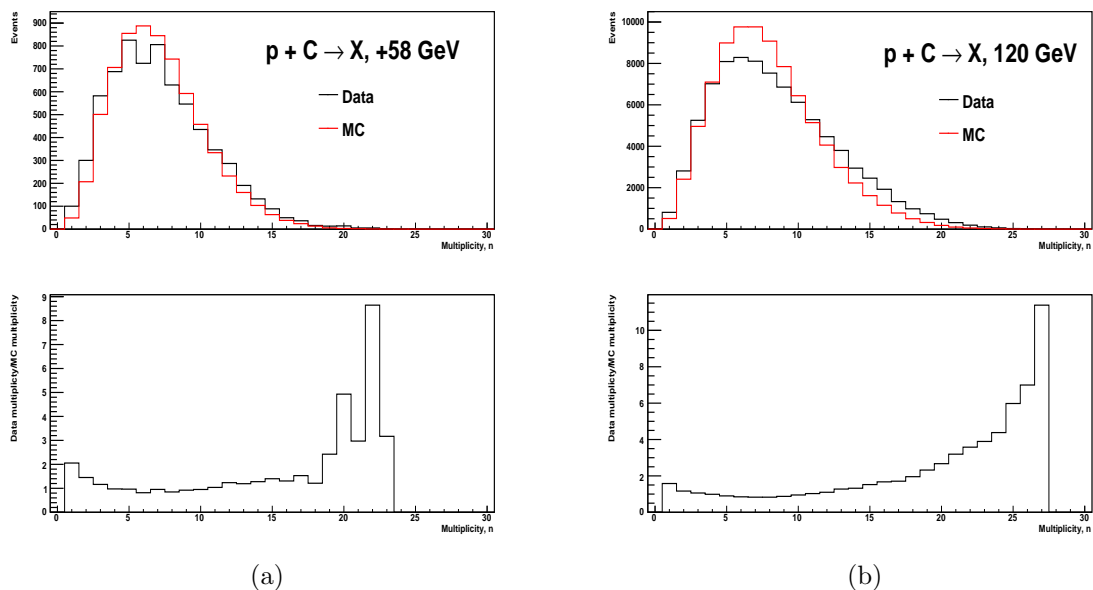 Events
900
800
700
600
500
400
300
200
100
0
p + C → X, +58 GeV
Data
MC
0 5 10 15 20 25 30
Multiplicity, n
Events
10000
8000
6000
4000
2000
0
p + C → X, 120 GeV
Data
MC
0 5 10 15 20 25 30
Multiplicity, n
Data multiplicty/MC multiplicity
9
8
7
6
5
4
3
2
1
0
0 5 10 15 20 25 30
Multiplicity, n
(a)
Data multiplicty/MC multiplicity
10
8
6
4
2
0
0 5 10 15 20 25 30
Multiplicity, n
(b)